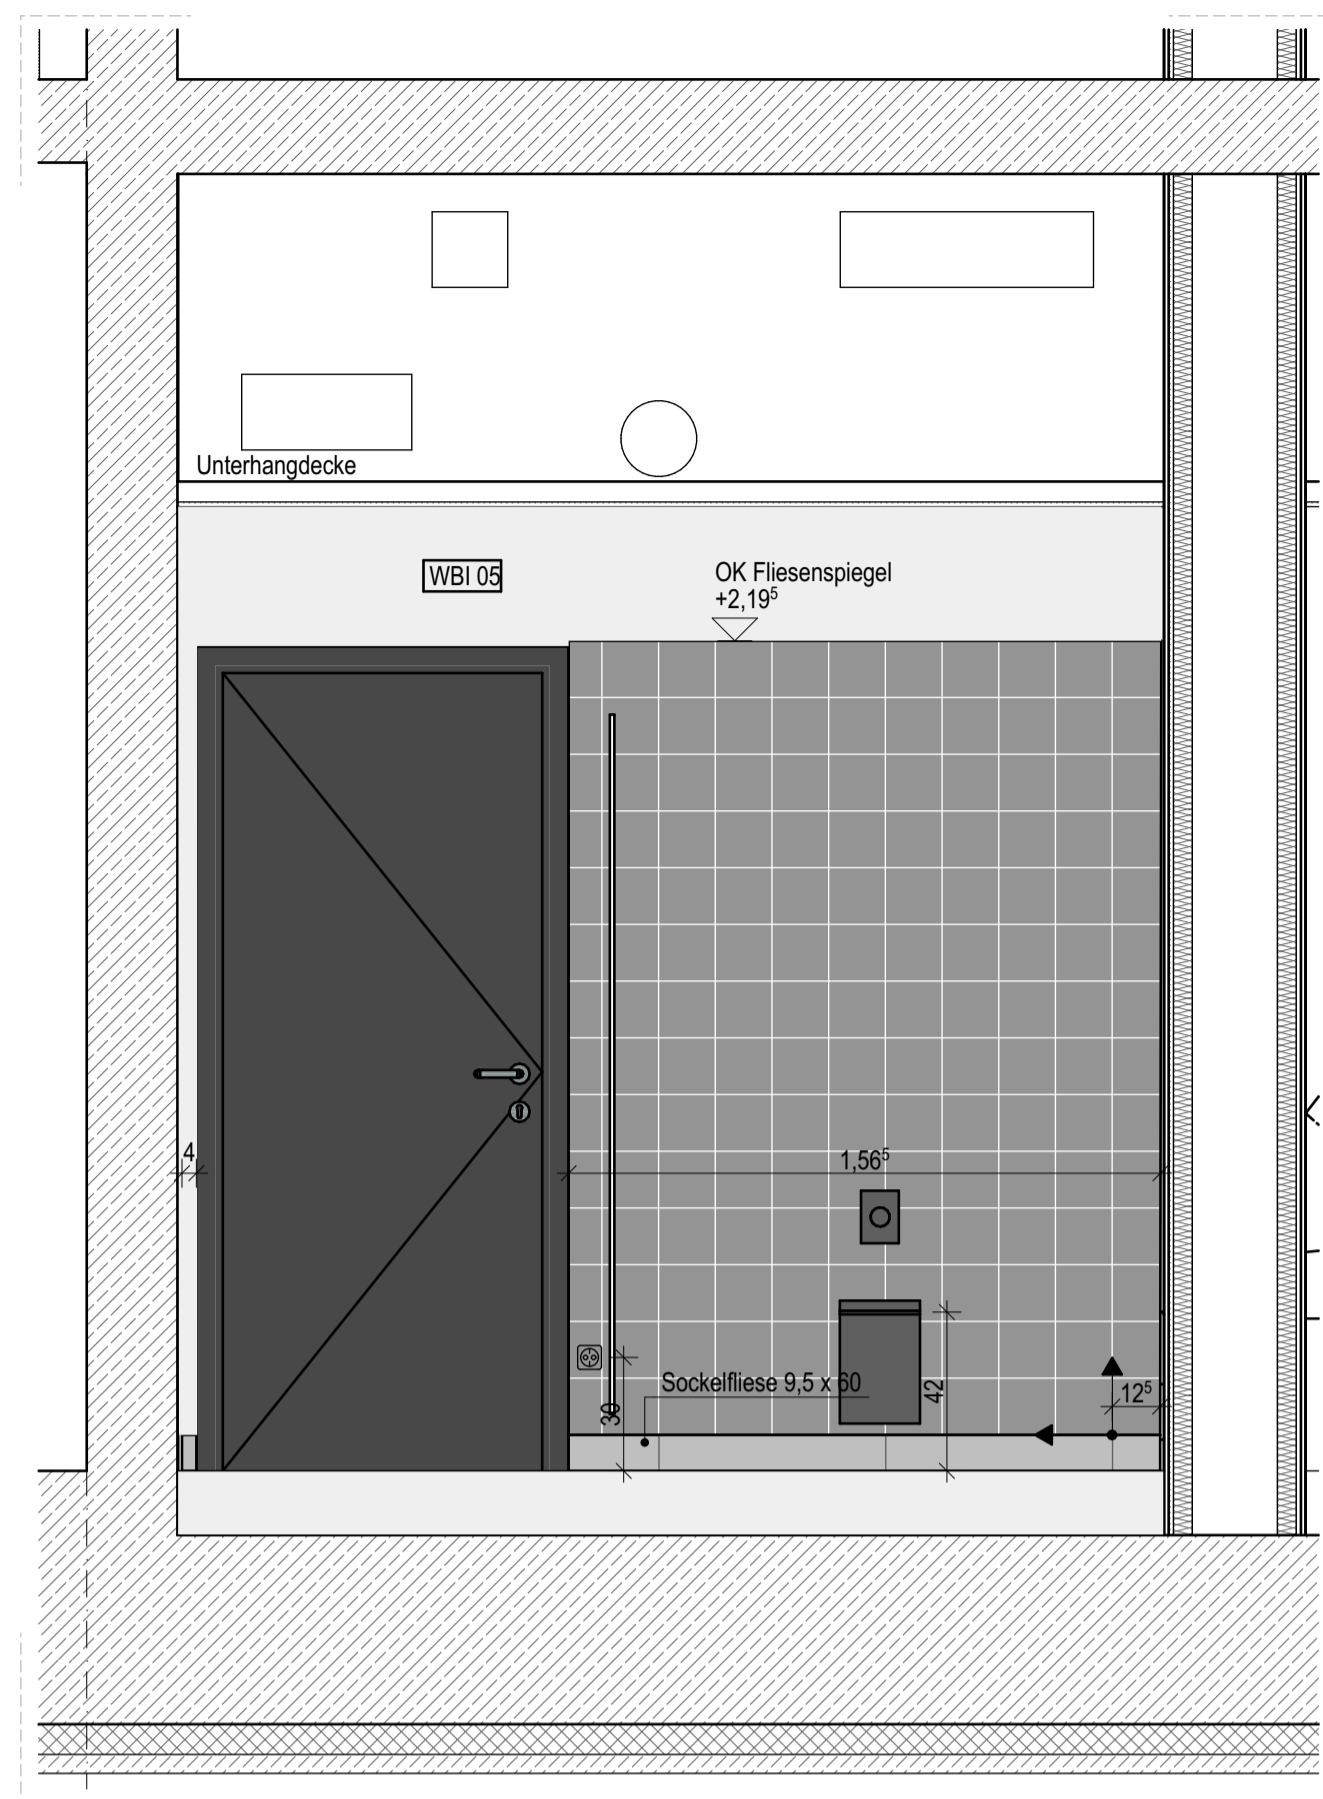 Unterhangdecke
WBI 05
OK Fliesenspiegel
+2,19⁵
4
1,56⁵
Sockelfliese 9,5 x 60
30
42
12⁵